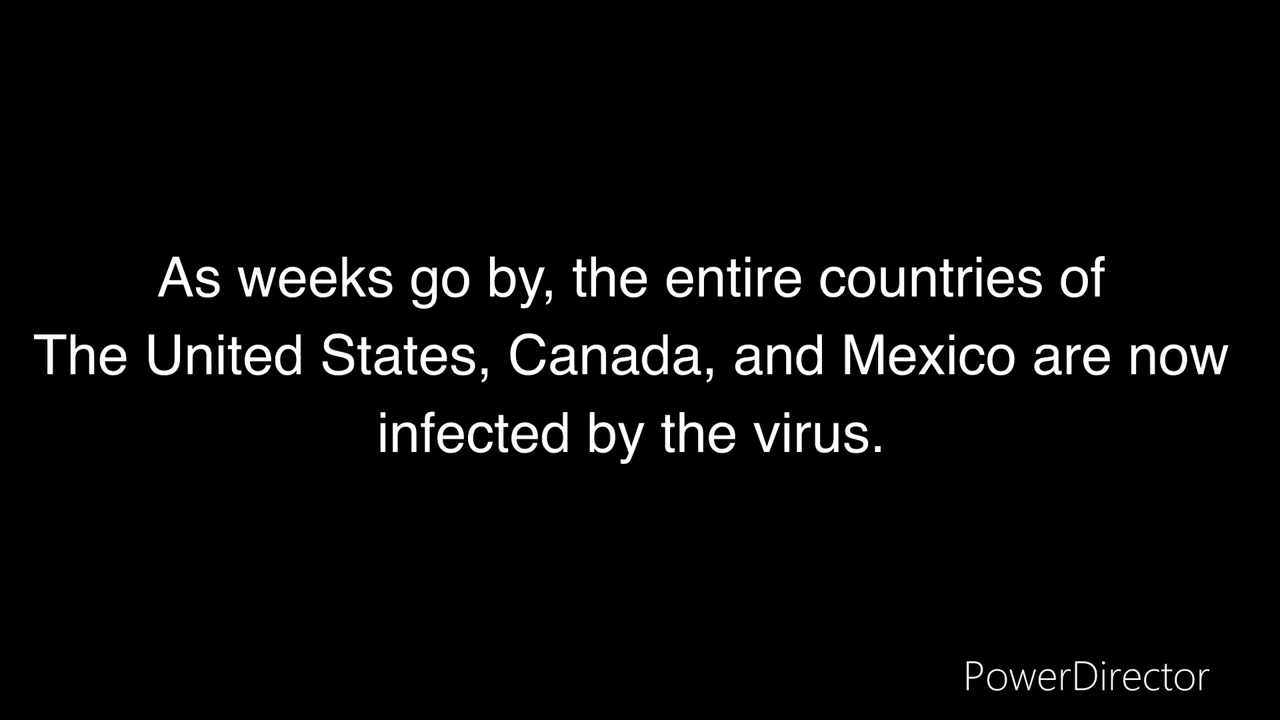 As weeks go by, the entire countries of
The United States, Canada, and Mexico are now
infected by the virus.
PowerDirector